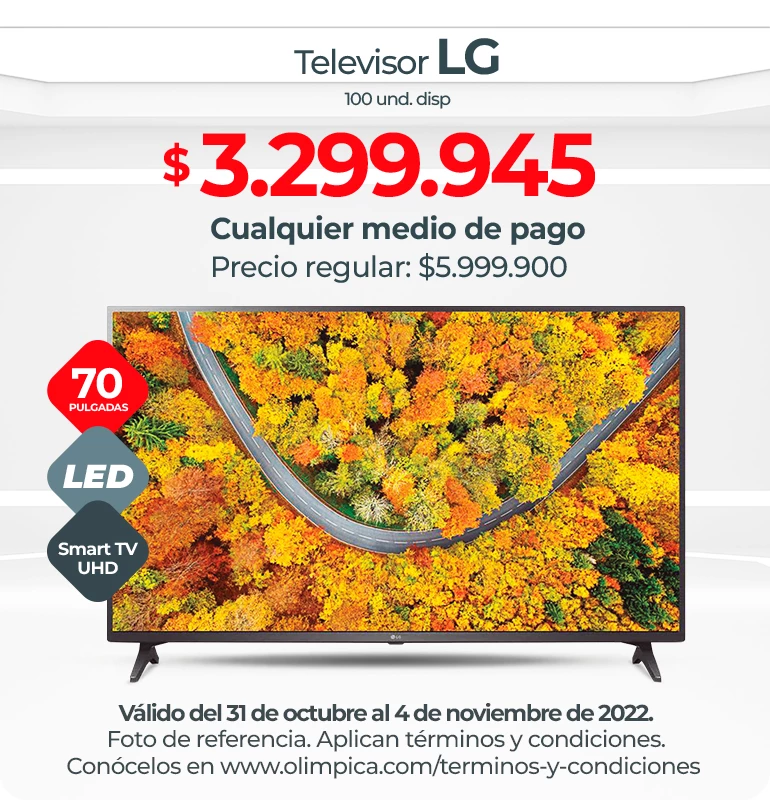 Televisor LG
100 und. disp
$ 3.299.945
Cualquier medio de pago
Precio regular: $5.999.900
70
PULGADAS
LED
Smart TV
UHD
LG
Válido del 31 de octubre al 4 de noviembre de 2022.
Foto de referencia. Aplican términos y condiciones.
Conócelos en www.olimpica.com/terminos-y-condiciones